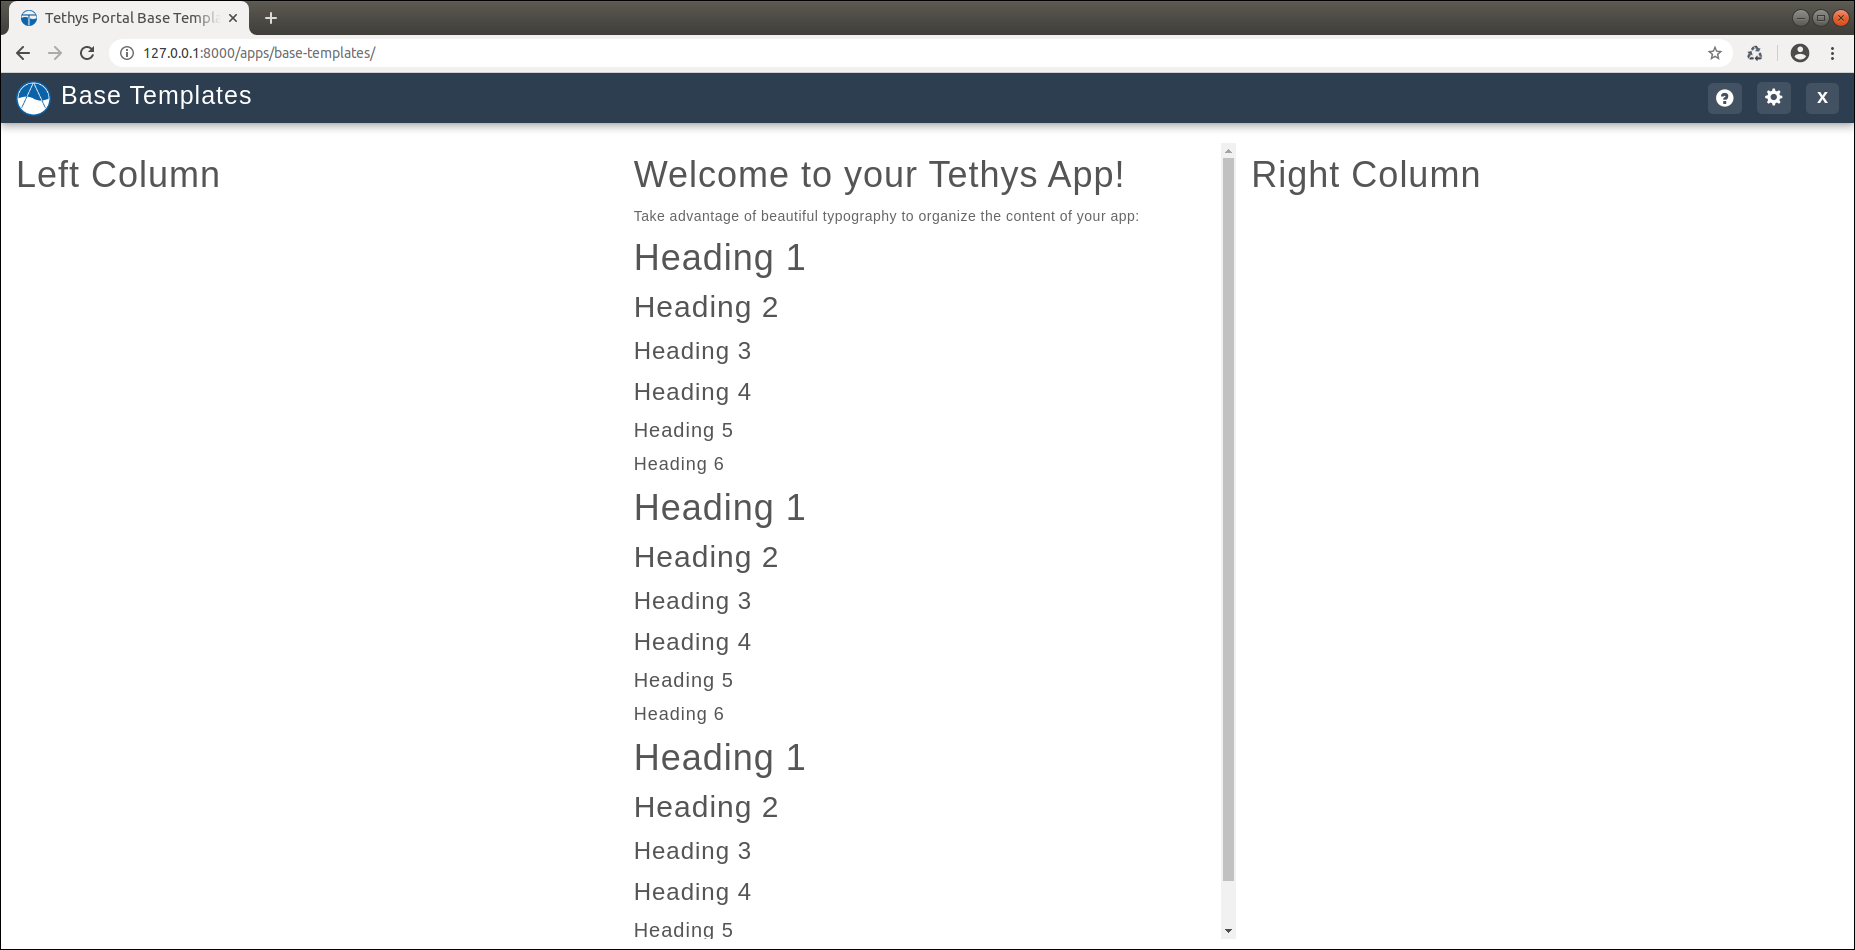 Tethys Portal Base Templa
127.0.0.1:8000/apps/base-templates/
Base Templates
X
Left Column
Welcome to your Tethys App!
Take advantage of beautiful typography to organize the content of your app:
Heading 1
Heading 2
Heading 3
Heading 4
Heading 5
Heading 6
Heading 1
Heading 2
Heading 3
Heading 4
Heading 5
Heading 6
Heading 1
Heading 2
Heading 3
Heading 4
Heading 5
Right Column